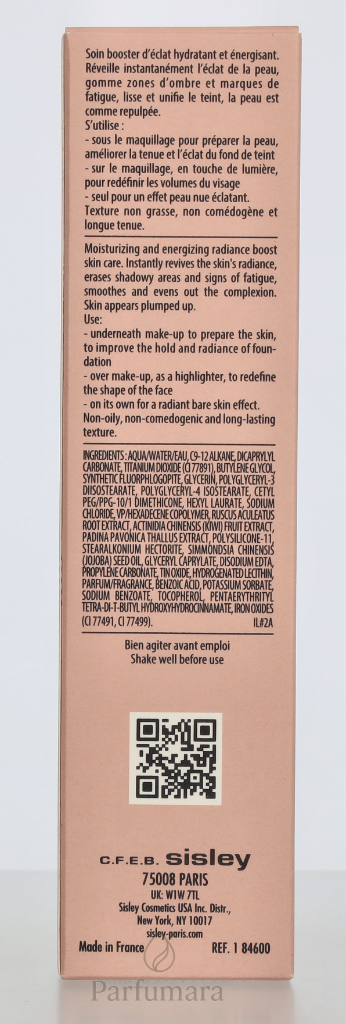 Soin booster d'éclat hydratant et énergisant.
Réveille instantanément l'éclat de la peau,
gomme zones d'ombre et marques de
fatigue, lisse et unifie le teint, la peau est
comme repulpée.
S'utilise :
- sous le maquillage pour préparer la peau,
améliorer la tenue et l'éclat du fond de teint
- sur le maquillage, en touche de lumière,
pour redéfinir les volumes du visage
- seul pour un effet peau nue éclatant.
Texture non grasse, non comédogène et
longue tenue.
Moisturizing and energizing radiance boost
skin care. Instantly revives the skin's radiance,
erases shadowy areas and signs of fatigue,
smoothes and evens out the complexion.
Skin appears plumped up.
Use:
- underneath make-up to prepare the skin,
to improve the hold and radiance of foun-
dation
- over make-up, as a highlighter, to redefine
the shape of the face
- on its own for a radiant bare skin effect.
Non-oily, non-comedogenic and long-lasting
texture.
INGREDIENTS : AQUA/WATER/EAU, C9-12 ALKANE, DICAPRYLYL
CARBONATE, TITANIUM DIOXIDE (CI 77891), BUTYLENE GLYCOL,
SYNTHETIC FLUORPHLOGOPITE, GLYCERIN, POLYGLYCERYL-3
DIISOSTEARATE, POLYGLYCERYL-4 ISOSTEARATE, CETYL
PEG/PPG-10/1 DIMETHICONE, HEXYL LAURATE, SODIUM
CHLORIDE, VP/HEXADECENE COPOLYMER, RUSCUS ACULEATUS
ROOT EXTRACT, ACTINIDIA CHINENSIS (KIWI) FRUIT EXTRACT,
PADINA PAVONICA THALLUS EXTRACT, POLYSILICONE-11,
STEARALKONIUM HECTORITE, SIMMONDSIA CHINENSIS
(JOJOBA) SEED OIL, GLYCERYL CAPRYLATE, DISODIUM EDTA,
PROPYLENE CARBONATE, TIN OXIDE, HYDROGENATED LECITHIN,
PARFUM/FRAGRANCE, BENZOIC ACID, POTASSIUM SORBATE,
SODIUM BENZOATE, TOCOPHEROL, PENTAERYTHRITYL
TETRA-DI-T-BUTYL HYDROXYHYDROCINNAMATE, IRON OXIDES
(CI 77491, CI 77499). IL#2A
Bien agiter avant emploi
Shake well before use
C.F.E.B. sisley
75008 PARIS
UK: W1W 7TL
Sisley Cosmetics USA Inc. Distr.,
New York, NY 10017
sisley-paris.com
Made in France REF. 1 84600
Parfumara